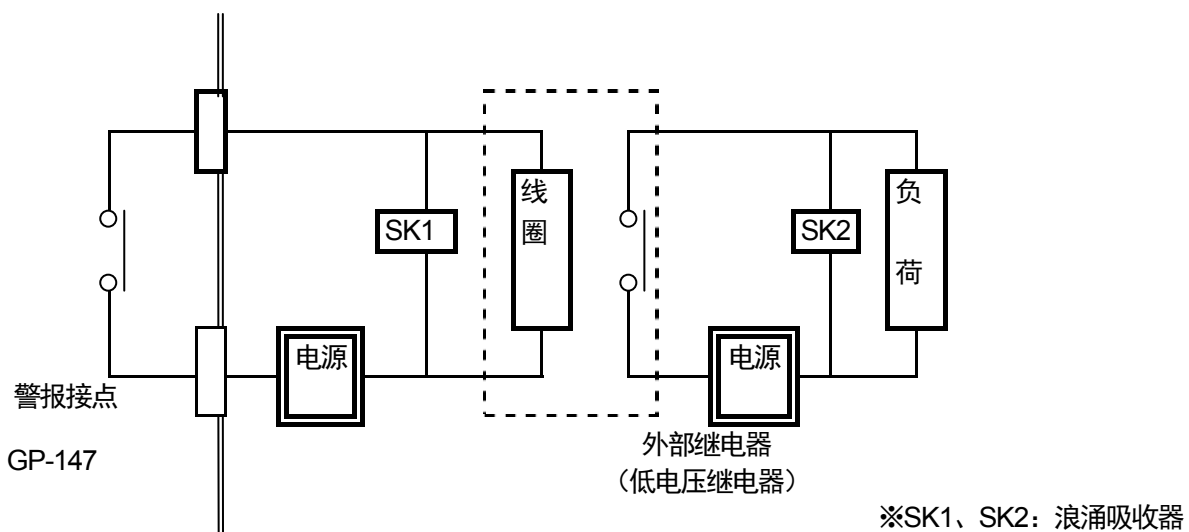 线
圈
负
荷
SK1
SK2
电源
电源
警报接点
GP-147
外部继电器
（低电压继电器）
※SK1、SK2：浪涌吸收器